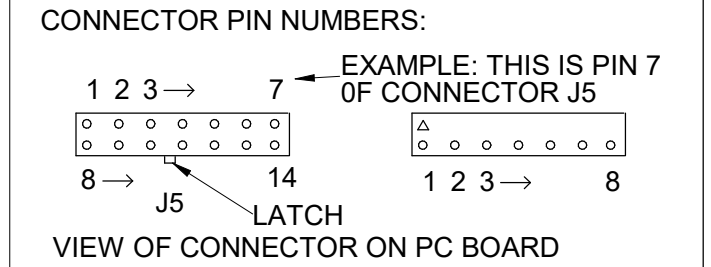 CONNECTOR PIN NUMBERS:
EXAMPLE: THIS IS PIN 7
0F CONNECTOR J5
1 2 3→ 7
8→ 14
J5
LATCH
1 2 3→ 8
VIEW OF CONNECTOR ON PC BOARD